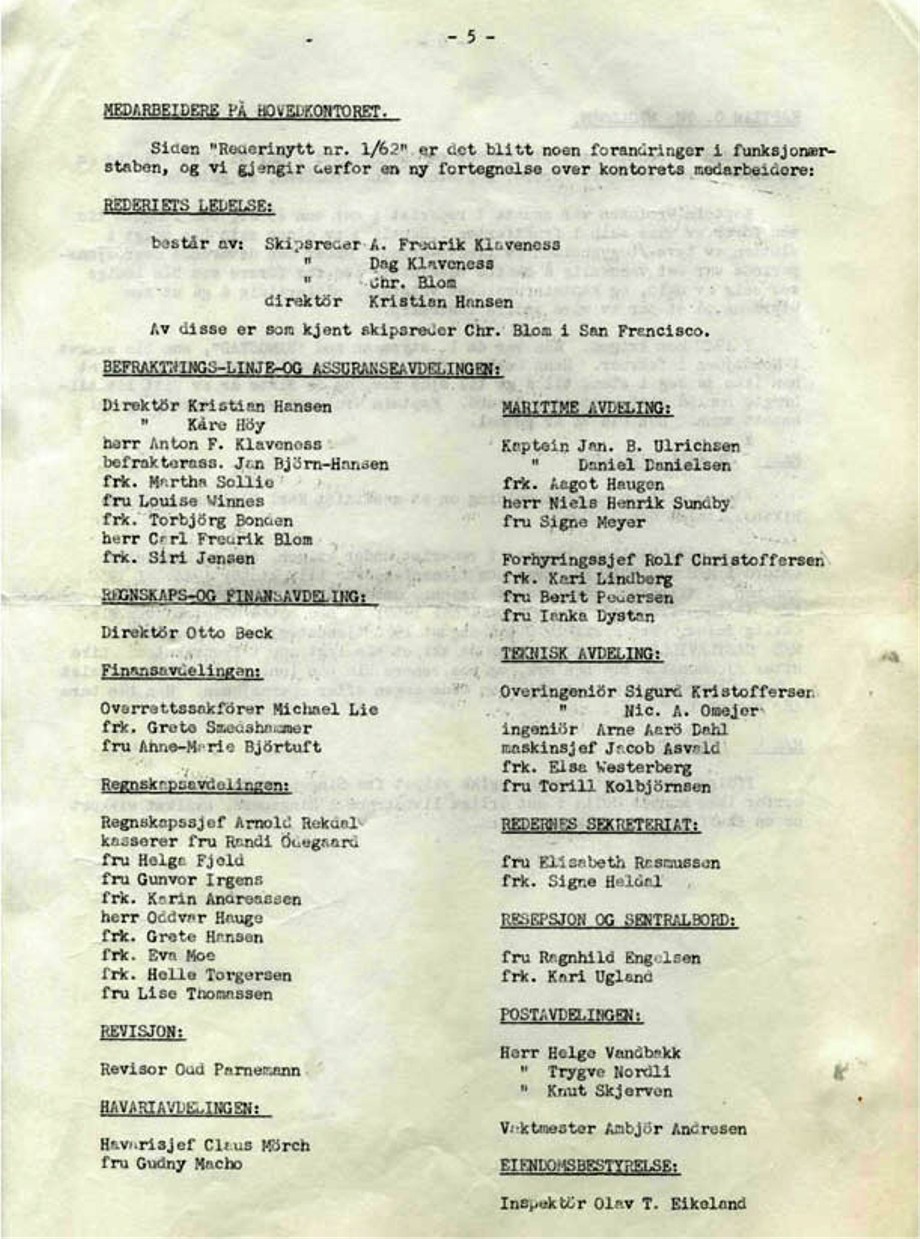 - 5 -
MEDARBEIDERE PÅ HOVEDKONTORET.
Siden "Rederinytt nr. 1/62" er det blitt noen forandringer i funksjonær-
staben, og vi gjengir derfor en ny fortegnelse over kontorets medarbeidere:
REDERIETS LEDELSE:
består av: Skipsreder A. Fredrik Klaveness
" Dag Klaveness
" Chr. Blom
direktör Kristian Hansen
Av disse er som kjent skipsreder Chr. Blom i San Francisco.
BEFRAKTNINGS-LINJE-OG ASSURANSEAVDELINGEN:
Direktör Kristian Hansen
" Kåre Höy
herr Anton F. Klaveness
befrakterass. Jan Björn-Hansen
frk. Martha Sollie
fru Louise Winnes
frk. Torbjörg Bonden
herr Carl Fredrik Blom
frk. Siri Jensen
REGNSKAPS-OG FINANSAVDELING:
Direktör Otto Beck
Finansavdelingen:
Overrettssakförer Michael Lie
frk. Grete Smedshammer
fru Anne-Marie Björtuft
Regnskapsavdelingen:
Regnskapssjef Arnold Rekdal
kasserer fru Randi Ödegaard
fru Helga Fjeld
fru Gunvor Irgens
frk. Karin Andreassen
herr Oddvar Hauge
frk. Grete Hansen
frk. Eva Moe
frk. Helle Torgersen
fru Lise Thomassen
REVISJON:
Revisor Odd Parnemann
HAVARIAVDELINGEN:
Havarisjef Claus Mörch
fru Gudny Macho
MARITIME AVDELING:
Kaptein Jan. B. Ulrichsen
" Daniel Danielsen
frk. Aagot Haugen
herr Niels Henrik Sundby
fru Signe Meyer
Forhyringssjef Rolf Christoffersen
frk. Kari Lindberg
fru Berit Pedersen
fru Ianka Dystan
TEKNISK AVDELING:
Overingeniör Sigurd Kristoffersen
" Nic. A. Omejer
ingeniör Arne Aarö Dahl
maskinsjef Jacob Asvald
frk. Elsa Westerberg
fru Torill Kolbjörnsen
REDERNES SEKRETERIAT:
fru Elisabeth Rasmussen
frk. Signe Heldal
RESEPSJON OG SENTRALBORD:
fru Ragnhild Engelsen
frk. Kari Ugland
POSTAVDELINGEN:
Herr Helge Vandbakk
" Trygve Nordli
" Knut Skjerven
Vaktmester Ambjör Andresen
EIENDOMSBESTYRELSE:
Inspektör Olav T. Eikeland